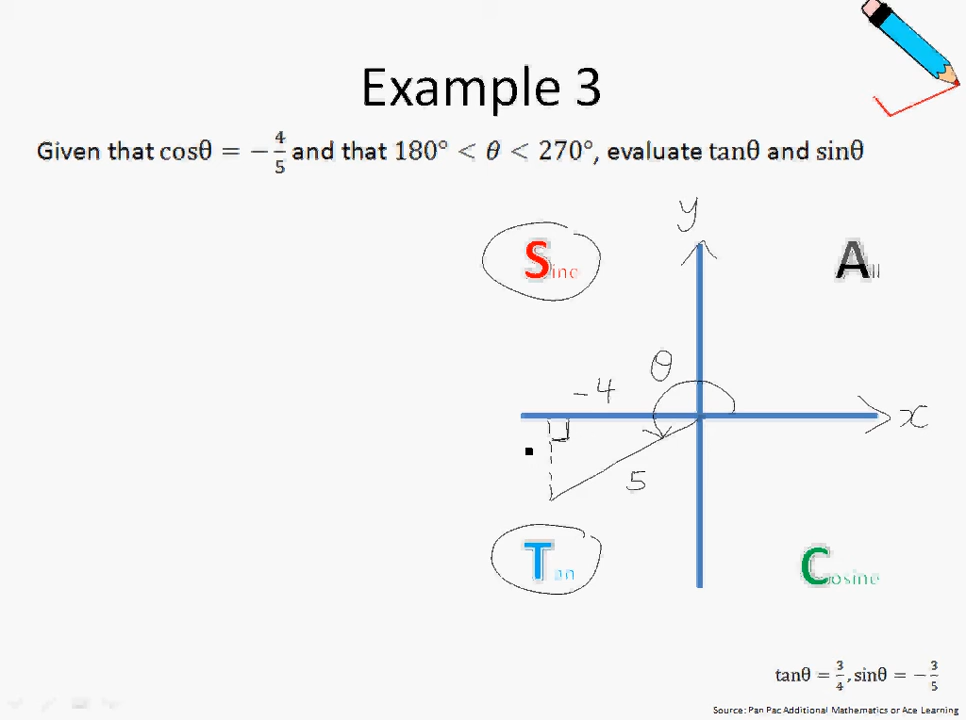 Example 3
Given that cosθ = −4/5 and that 180° < θ < 270°, evaluate tanθ and sinθ
y
Sine
All
θ
-4
x
5
Tan
Cosine
tanθ = 3/4, sinθ = −3/5
Source: Pan Pac Additional Mathematics or Ace Learning